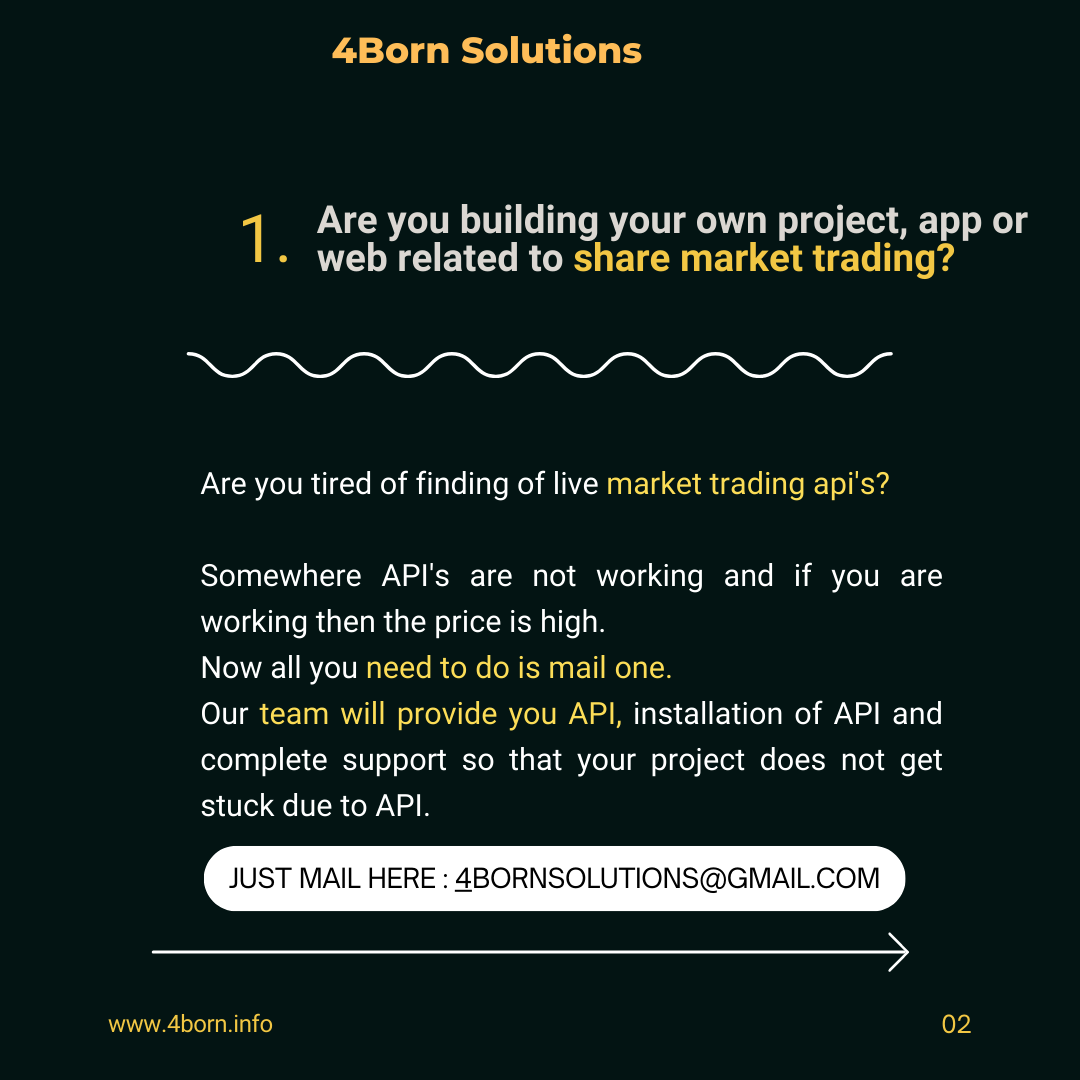 4Born Solutions
1.
Are you building your own project, app or
web related to share market trading?
Are you tired of finding of live market trading api's?
Somewhere API's are not working and if you are
working then the price is high.
Now all you need to do is mail one.
Our team will provide you API, installation of API and
complete support so that your project does not get
stuck due to API.
JUST MAIL HERE : 4BORNSOLUTIONS@GMAIL.COM
www.4born.info
02